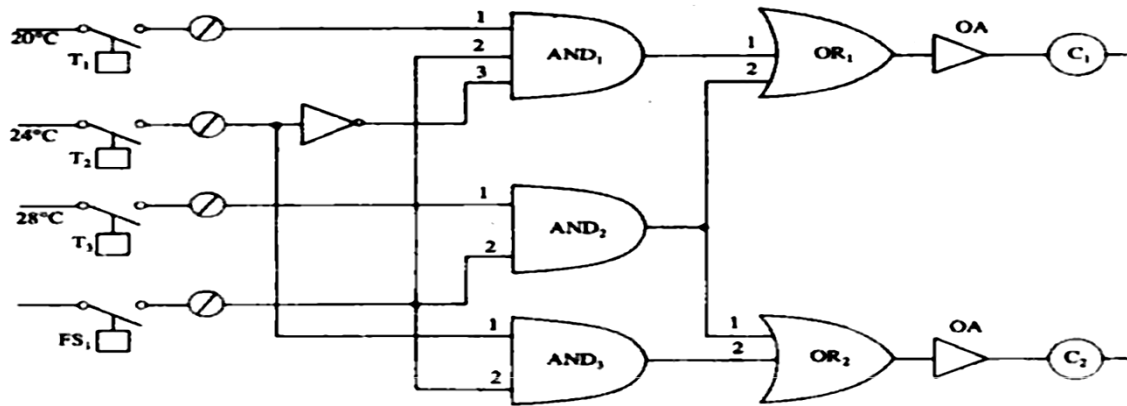 1
20°C
T₁
2
AND₁
1
OR₁
OA
C₁
3
2
24°C
T₂
28°C
T₃
1
AND₂
2
FS₁
1
AND₃
2
1
2
OR₂
OA
C₂